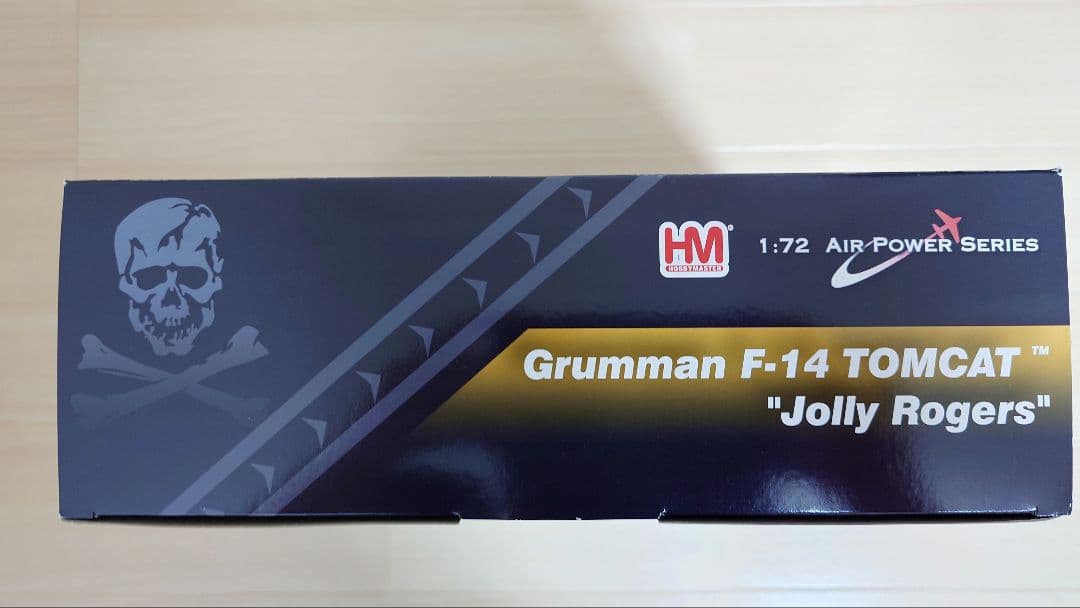 HM®
HOBBYMASTER
1:72 AIR POWER SERIES
Grumman F-14 TOMCAT™
"Jolly Rogers"